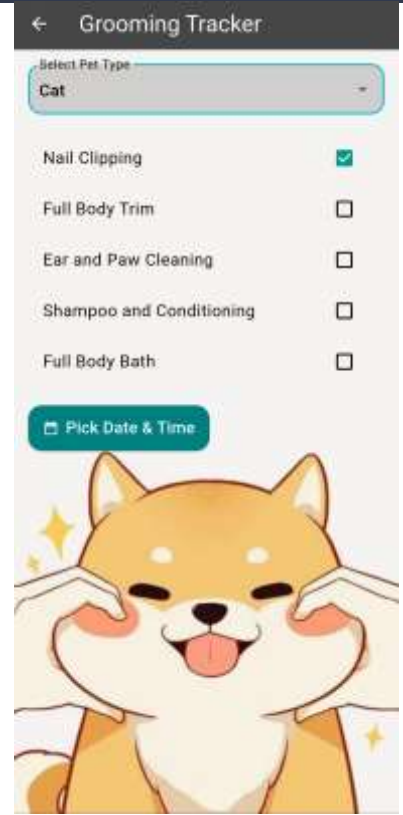 Grooming Tracker
Select Pet Type
Cat
Nail Clipping
Full Body Trim
Ear and Paw Cleaning
Shampoo and Conditioning
Full Body Bath
Pick Date & Time